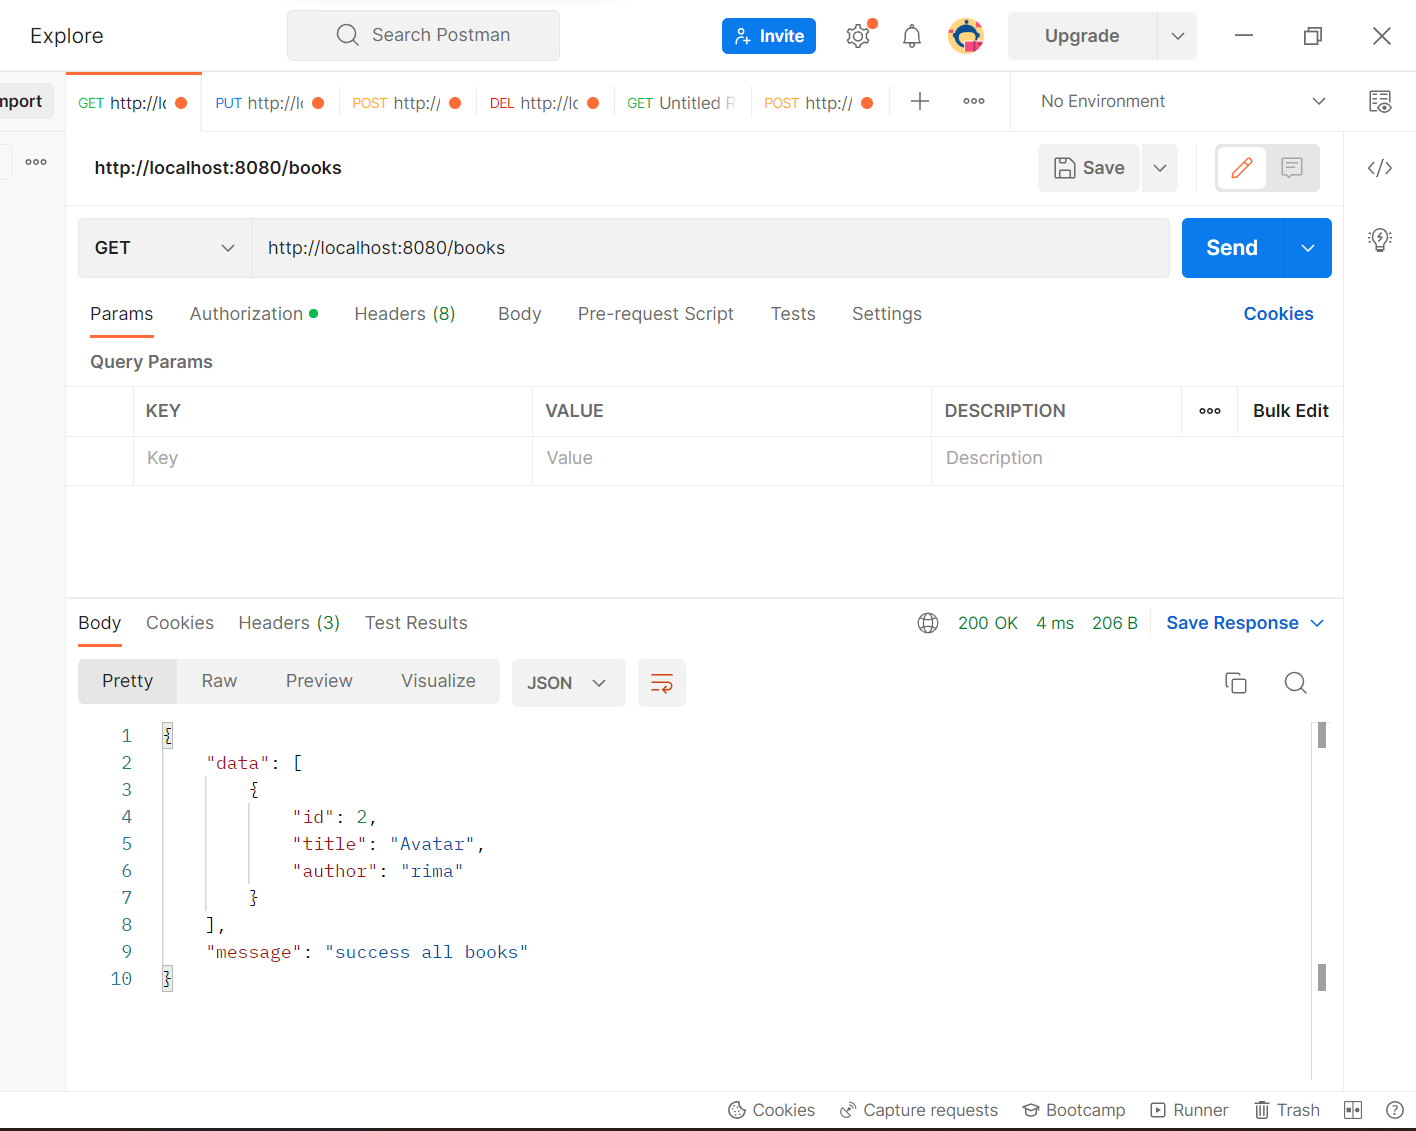 Explore
Search Postman
Invite
Upgrade
mport
GET http://lc
PUT http://lc
POST http://
DEL http://lc
GET Untitled R
POST http://
No Environment
http://localhost:8080/books
Save
GET
http://localhost:8080/books
Send
Params
Authorization
Headers (8)
Body
Pre-request Script
Tests
Settings
Cookies
Query Params
KEY
VALUE
DESCRIPTION
Bulk Edit
Key
Value
Description
Body
Cookies
Headers (3)
Test Results
200 OK
4 ms
206 B
Save Response
Pretty
Raw
Preview
Visualize
JSON
1 {
2 "data": [
3 {
4 "id": 2,
5 "title": "Avatar",
6 "author": "rima"
7 }
8 ],
9 "message": "success all books"
10 }
Cookies
Capture requests
Bootcamp
Runner
Trash